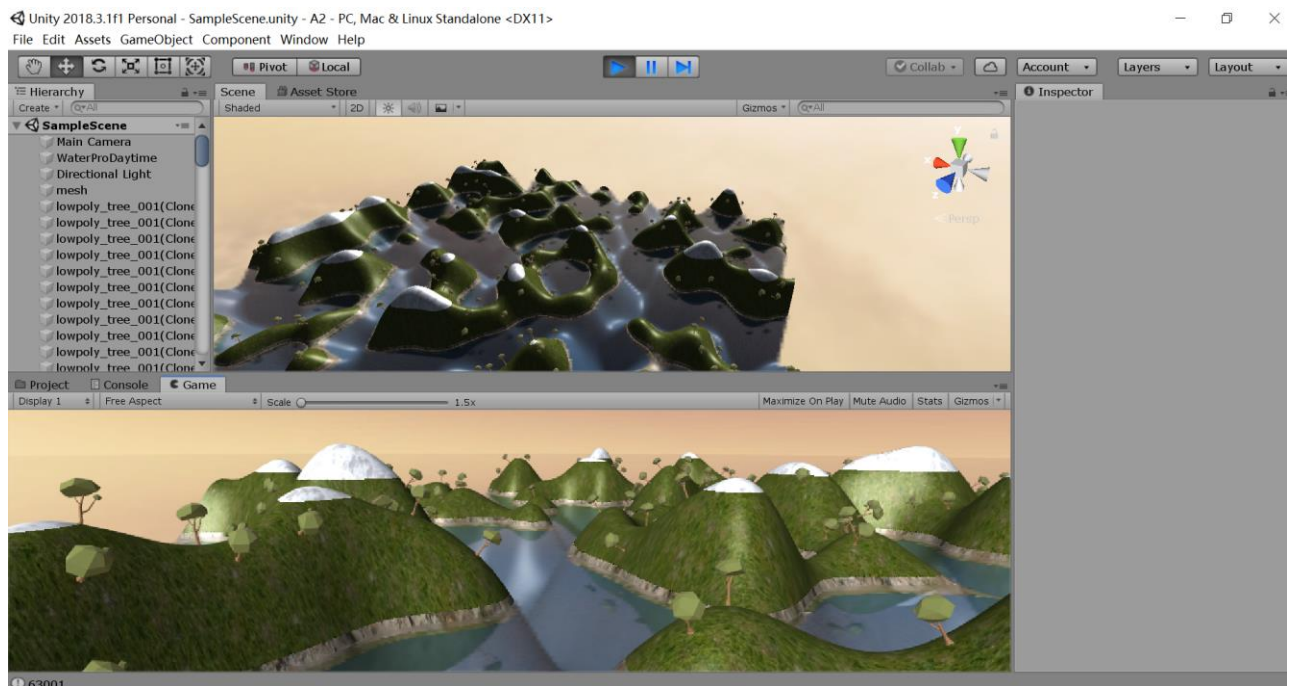 Unity 2018.3.1f1 Personal - SampleScene.unity - A2 - PC, Mac & Linux Standalone <DX11>
File Edit Assets GameObject Component Window Help
Pivot Local Collab Account Layers Layout
Hierarchy Scene Asset Store Inspector
Create All Shaded 2D Gizmos All
SampleScene
Main Camera
WaterProDaytime
Directional Light
mesh
lowpoly_tree_001(Clone
lowpoly_tree_001(Clone
lowpoly_tree_001(Clone
lowpoly_tree_001(Clone
lowpoly_tree_001(Clone
lowpoly_tree_001(Clone
lowpoly_tree_001(Clone
lowpoly_tree_001(Clone
lowpoly_tree_001(Clone
lowpoly_tree_001(Clone
lowpoly_tree_001(Clone
y
x
z
Persp
Project Console Game
Display 1 Free Aspect Scale 1.5x Maximize On Play Mute Audio Stats Gizmos
63001